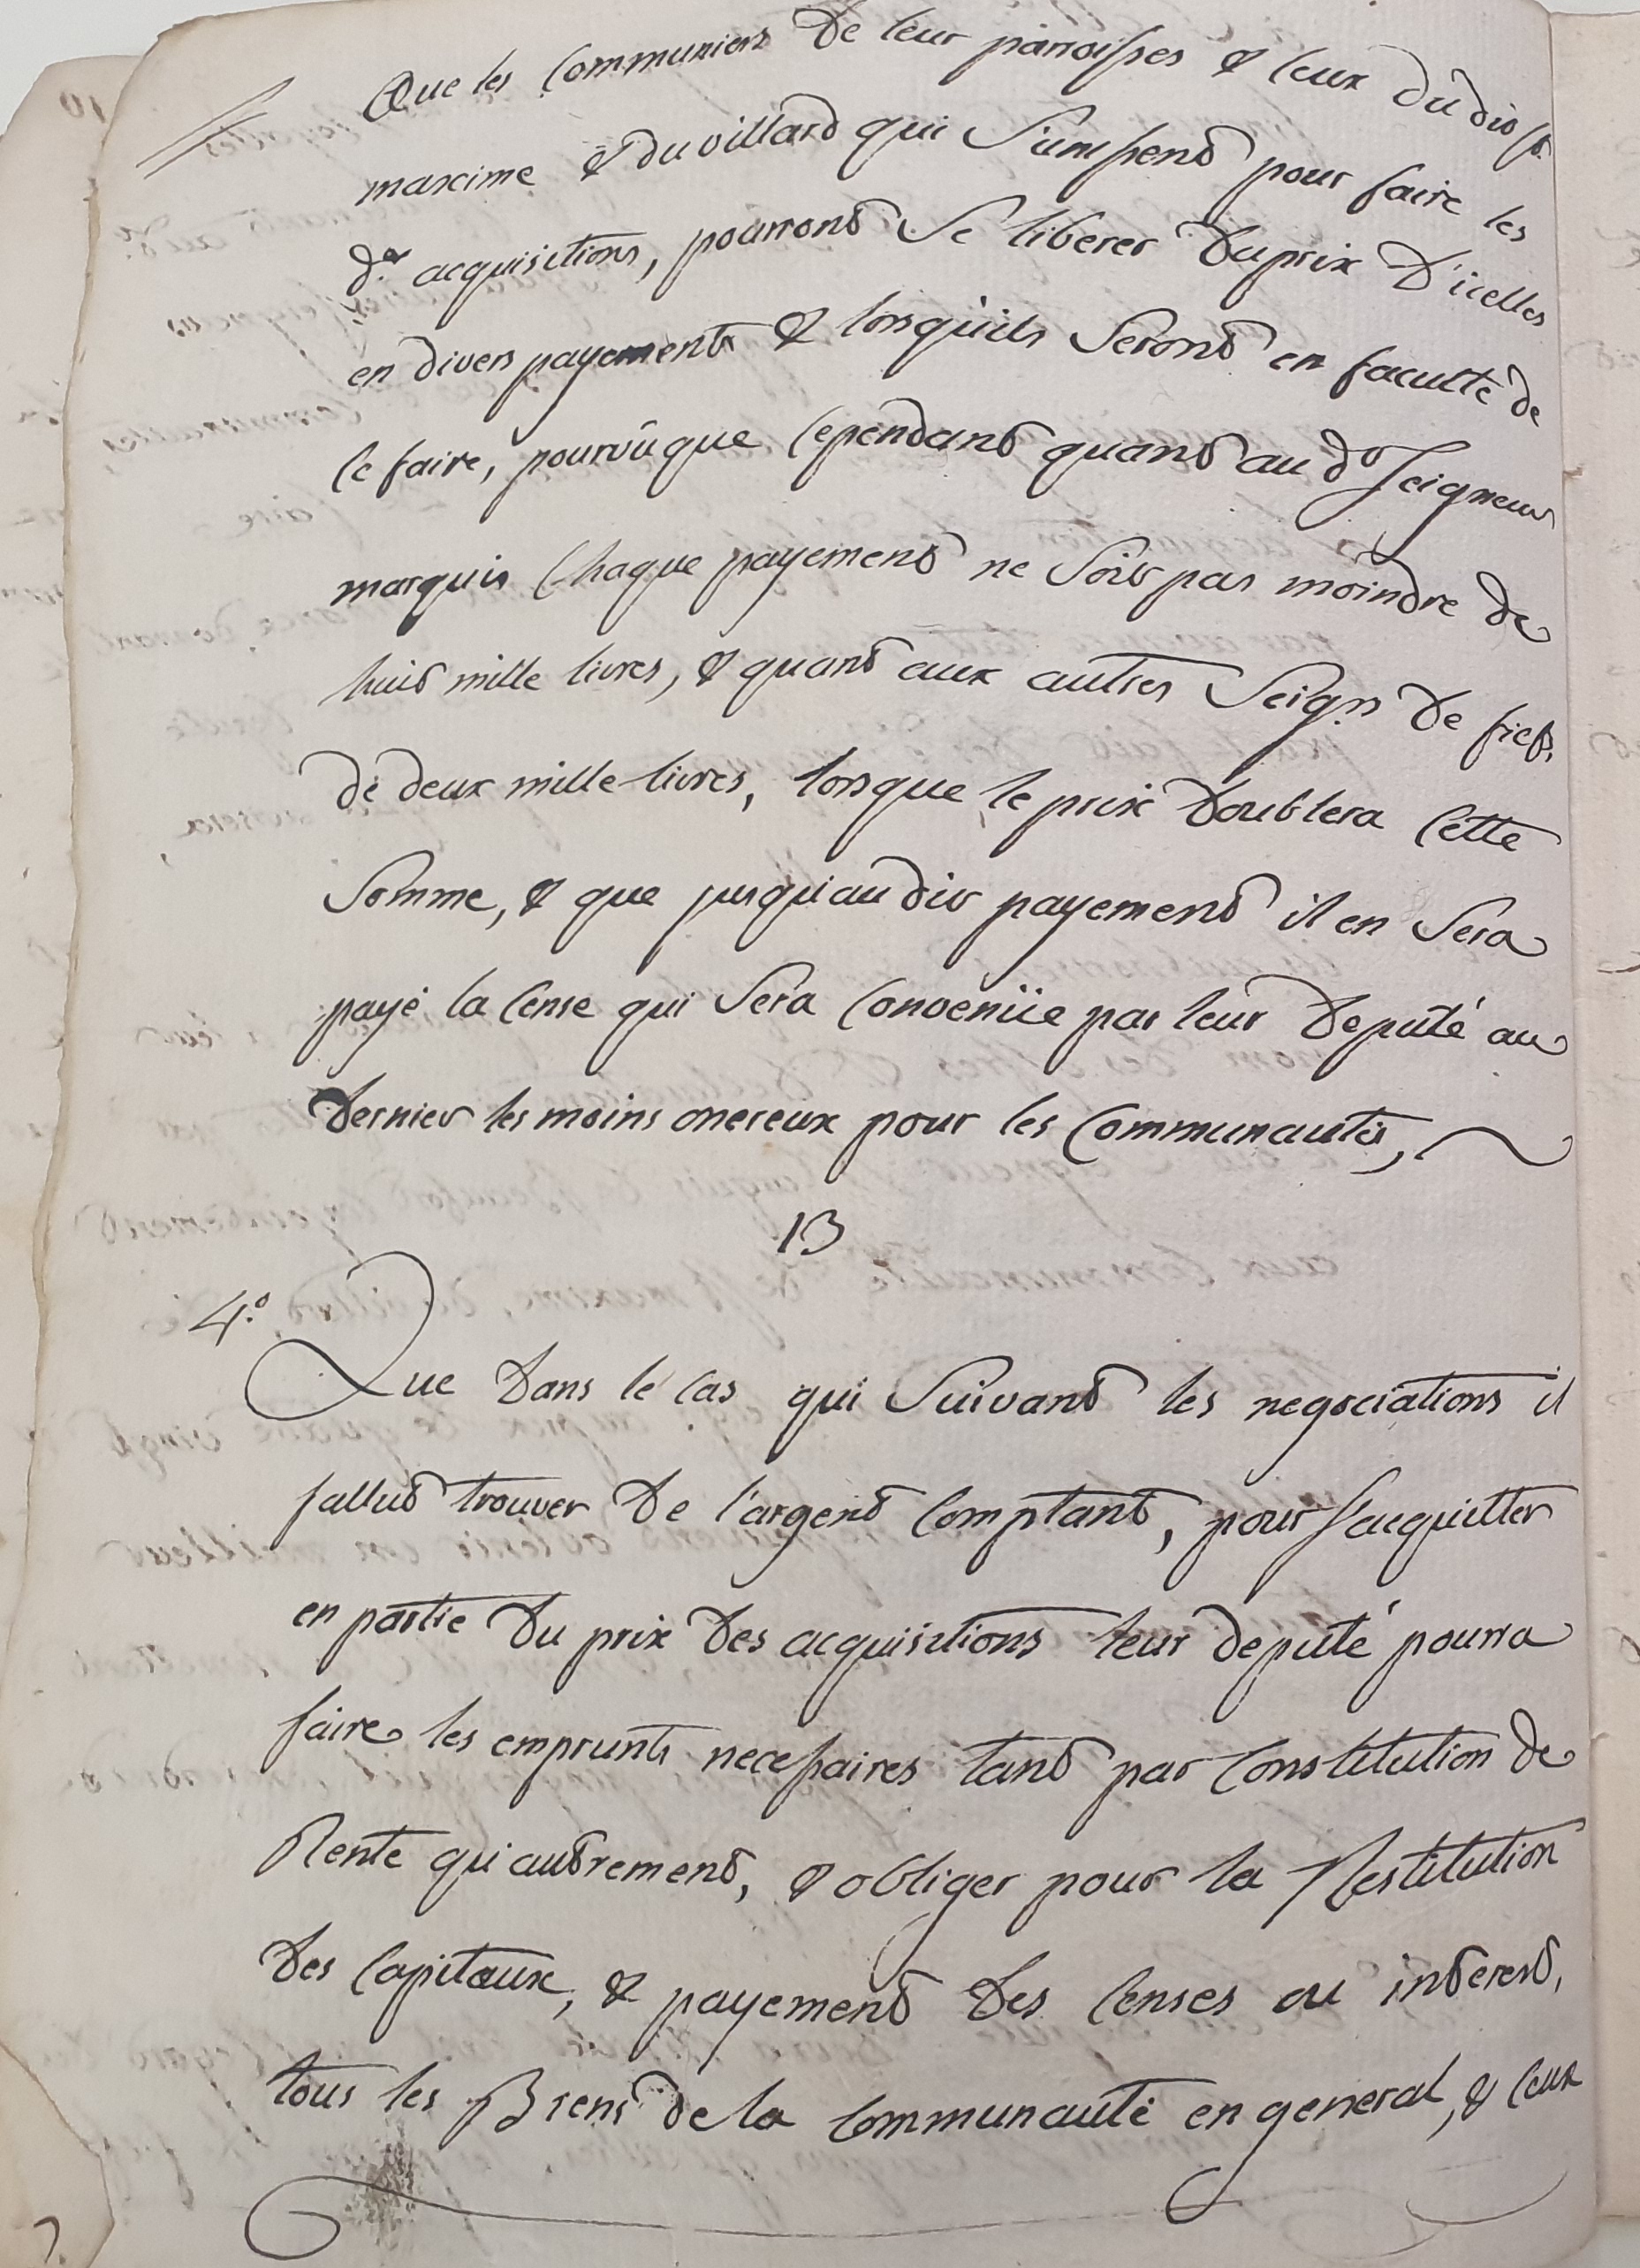 Que les Communiers de leur parroisses & Ceux du dit St
maxime & du villard qui S'unissent pour faire les
dtes acquisitions, pourront Se liberer du prix d'icelles
en divers payements & lorsqu'ils Seront en faculté de
le faire, pourvû que Cependant quant au dt Seigneur
marquis Chaque payement ne Soit pas moindre de
huit mille livres, & quant aux autres Seigrs de fiefs
de deux mille livres, lorsque le prix doublera Cette
Somme, & que jusqu'au dit payement il en Sera
payé la Cense qui Sera Convenüe par leur Deputé au
dernier les moins onereux pour les Communautés,
13
4.° Que dans le Cas qui Suivant les negociations il
fallut trouver de l'argent Comptant, pour S'acquitter
en partie du prix des acquisitions leur deputé pourra
faire les emprunts necessaires tant par Constitution de
Rente qu'autrement, & obliger pour la Restitution
des Capitaux, & payement des Censes ou interest,
tous les Biens de la Communauté en general, & Ceux